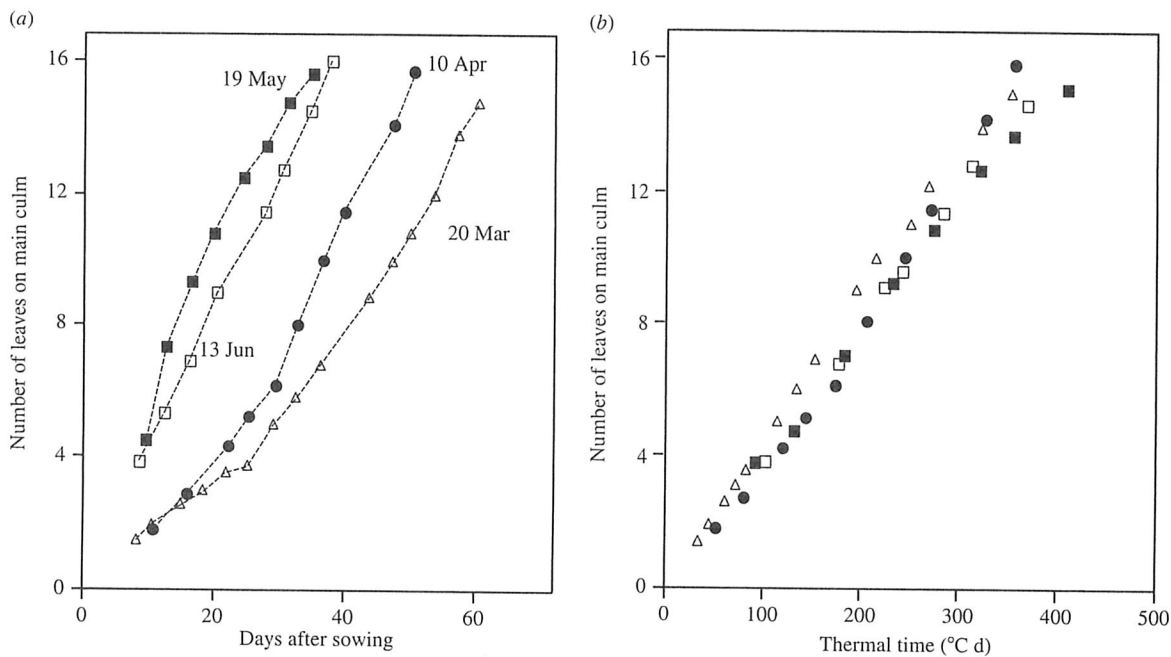 (a)
16
12
8
4
0
Number of leaves on main culm
19 May
10 Apr
20 Mar
13 Jun
0
20
40
60
Days after sowing
(b)
16
12
8
4
0
Number of leaves on main culm
0
100
200
300
400
500
Thermal time (°C d)